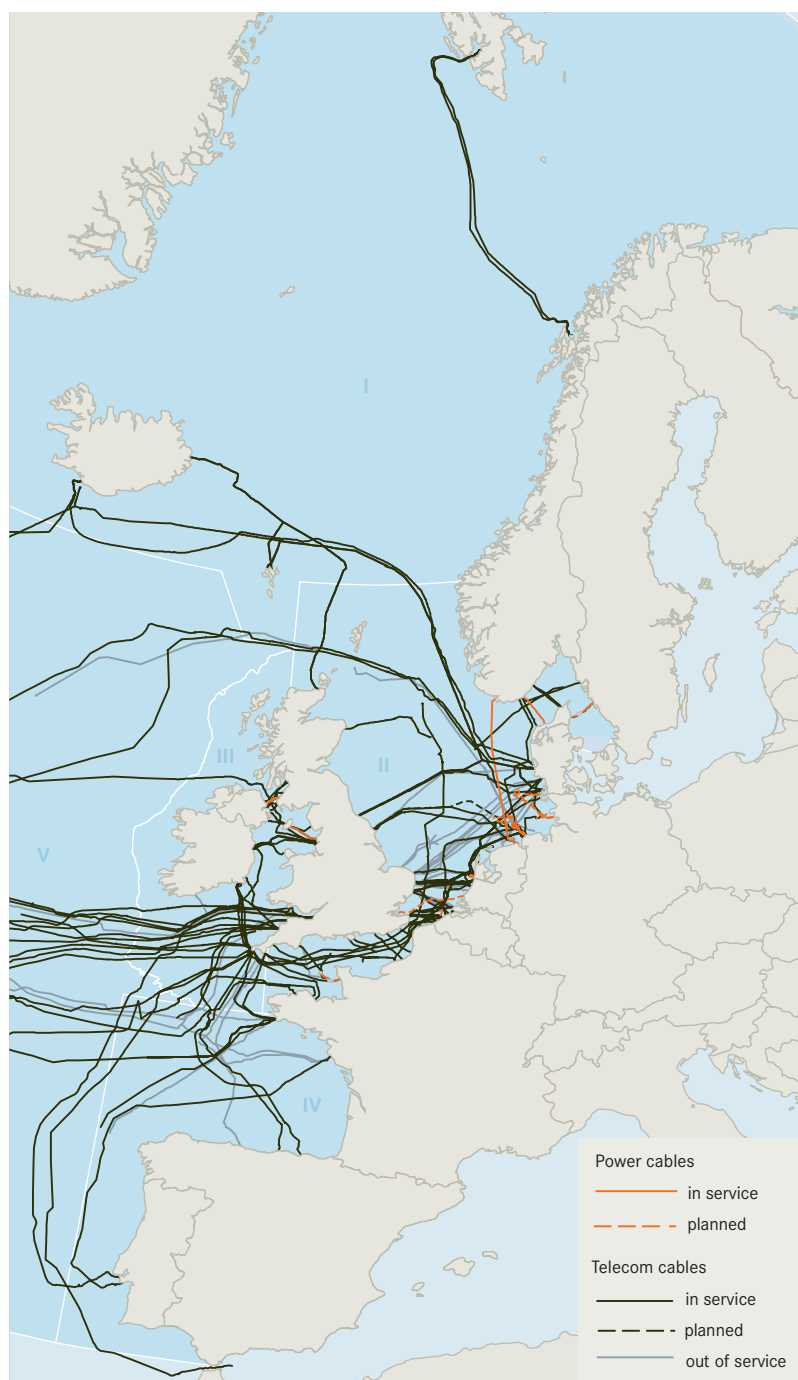 I
III
II
V
IV
Power cables
in service
planned
Telecom cables
in service
planned
out of service